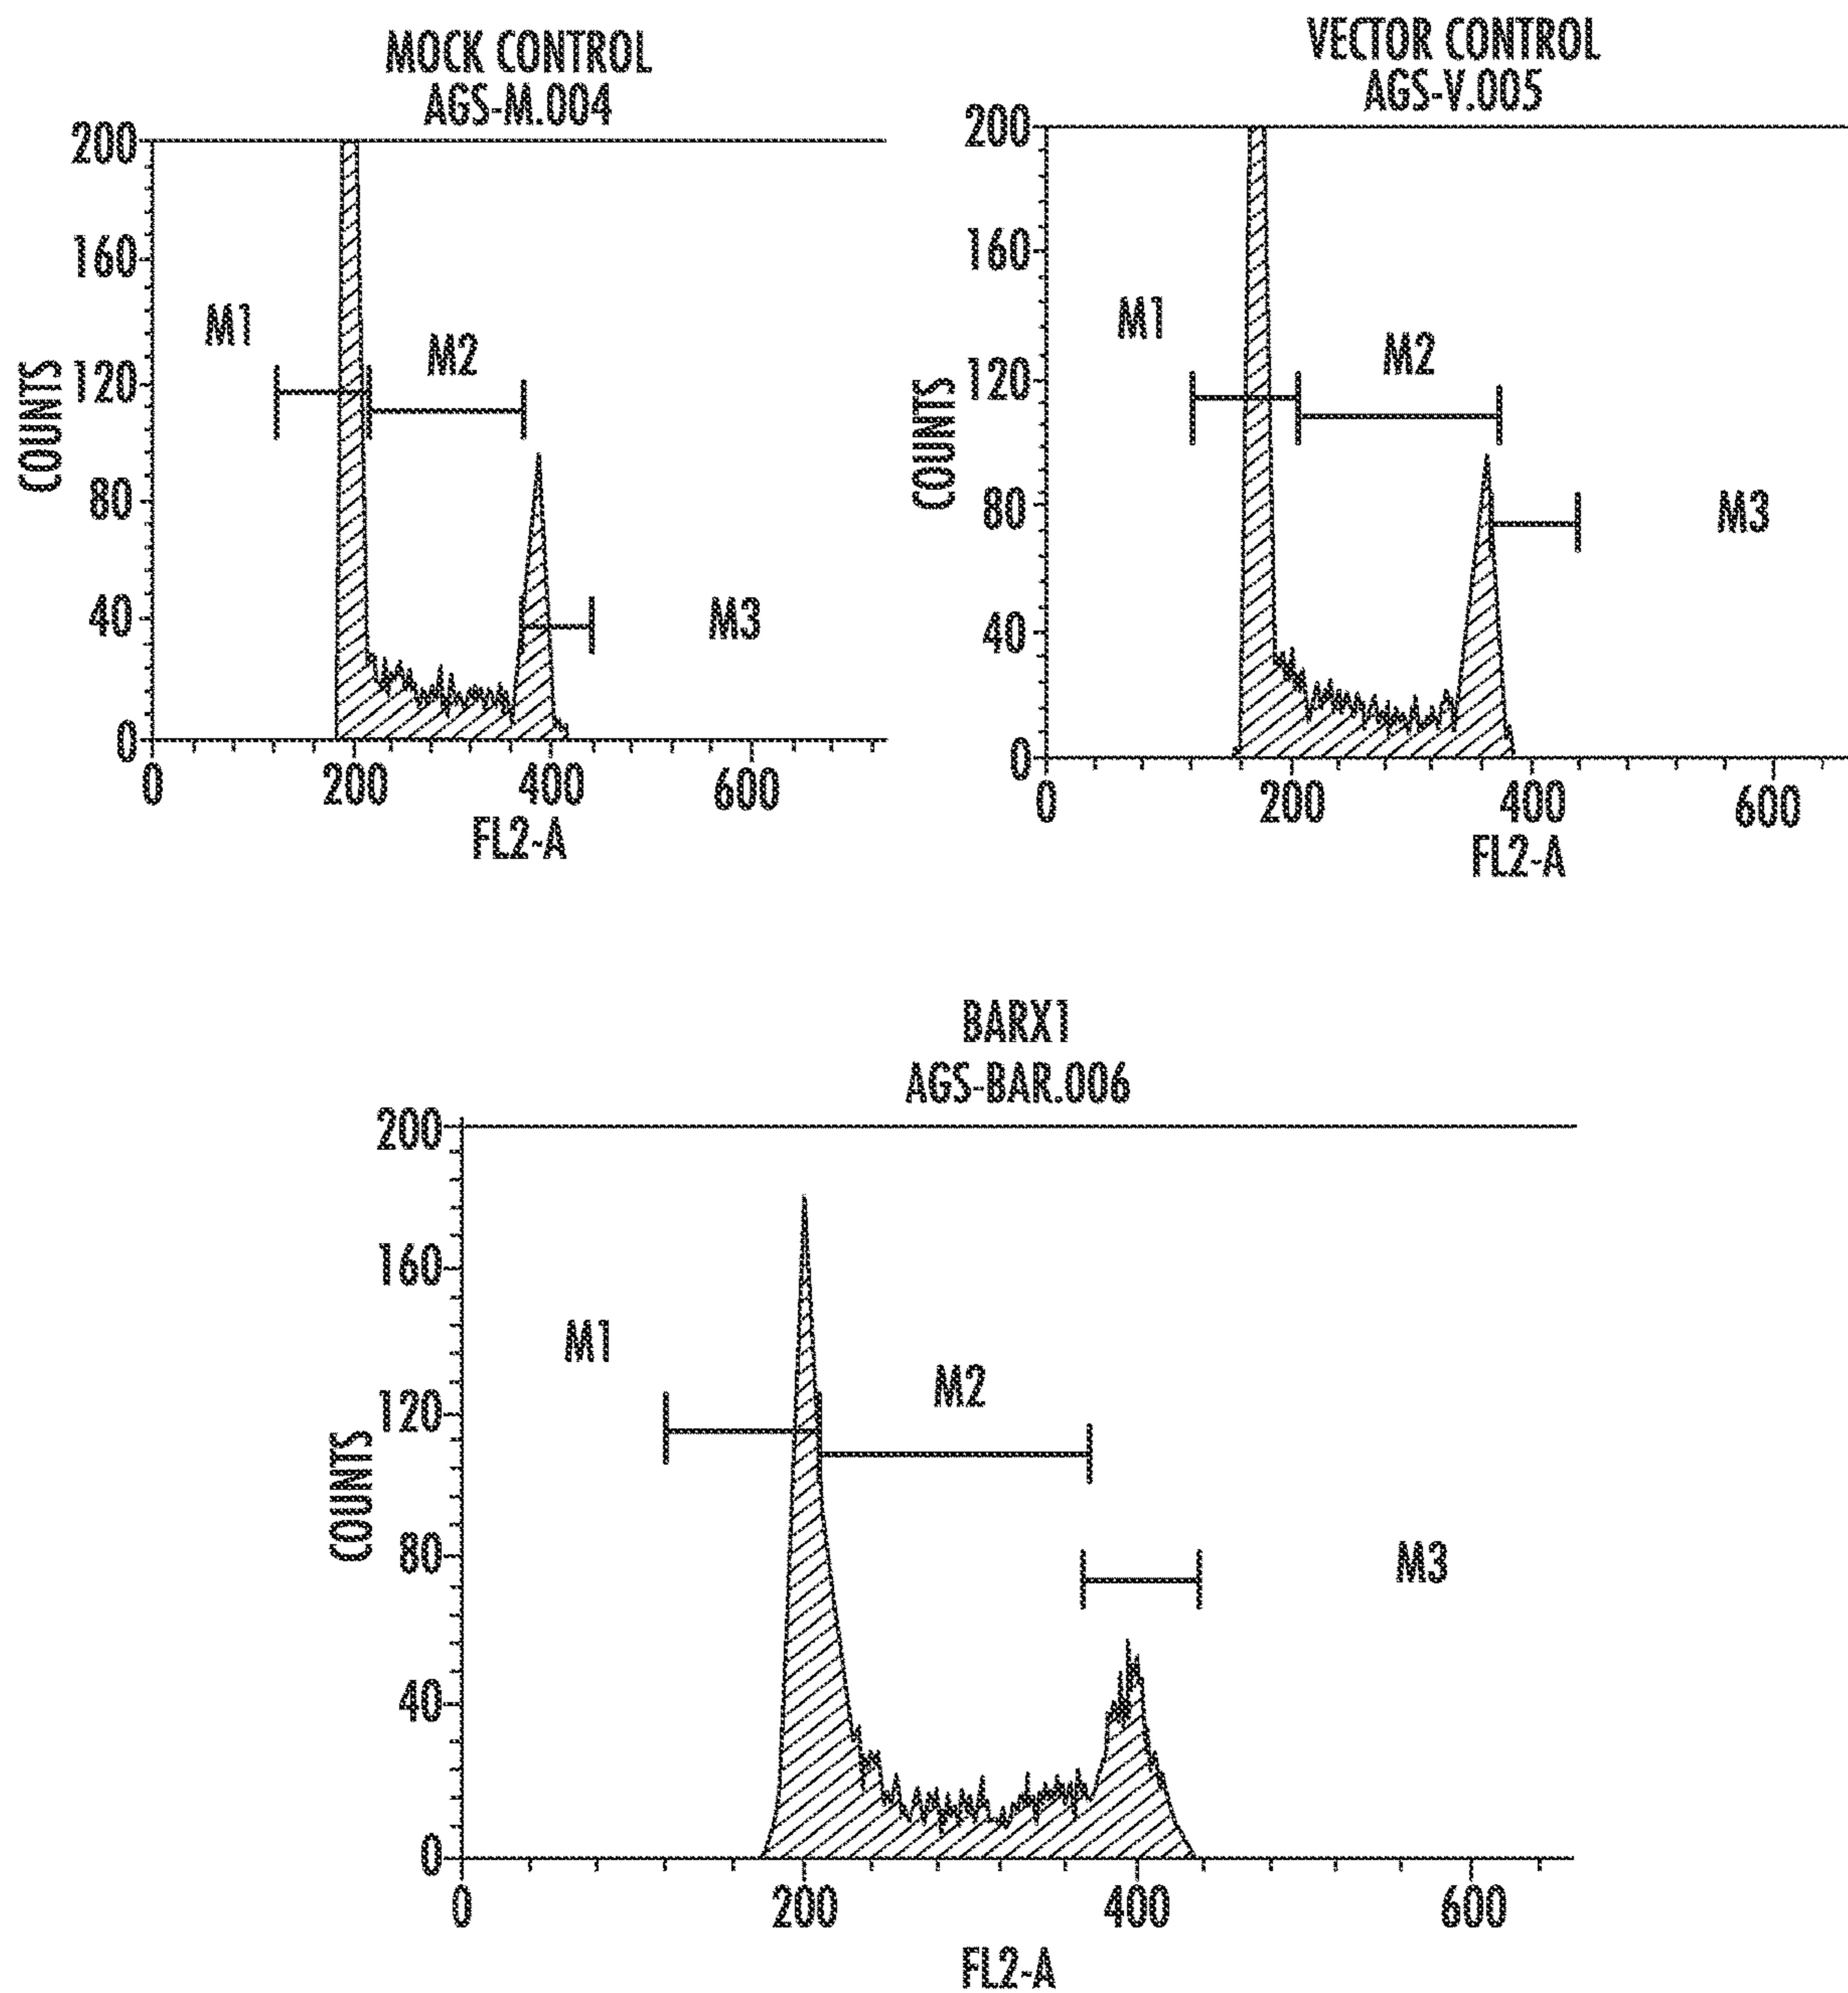 MOCK CONTROL
AGS-M.004
200
160
120
80
40
0
COUNTS
M1
M2
M3
0 200 400 600
FL2-A
VECTOR CONTROL
AGS-V.005
200
160
120
80
40
0
COUNTS
M1
M2
M3
0 200 400 600
FL2-A
BARX1
AGS-BAR.006
200
160
120
80
40
0
COUNTS
M1
M2
M3
0 200 400 600
FL2-A